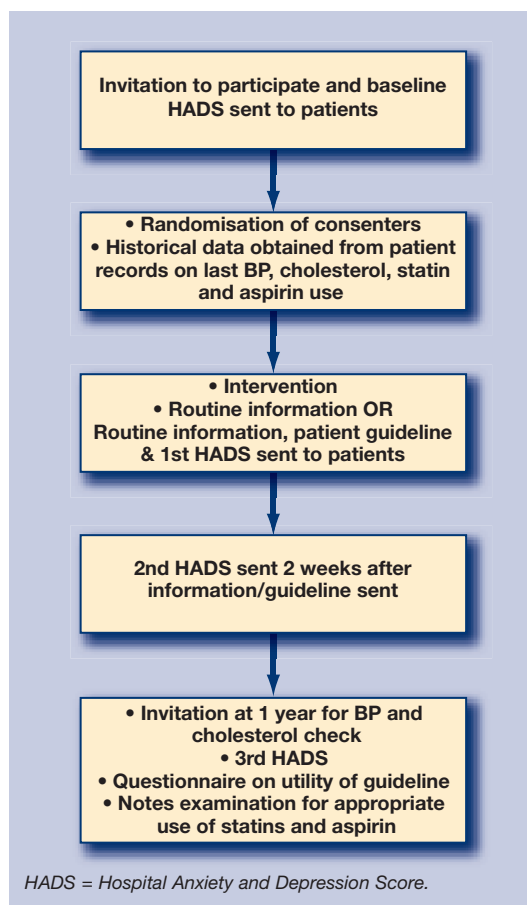 Invitation to participate and baseline
HADS sent to patients
• Randomisation of consenters
• Historical data obtained from patient
records on last BP, cholesterol, statin
and aspirin use
• Intervention
• Routine information OR
Routine information, patient guideline
& 1st HADS sent to patients
2nd HADS sent 2 weeks after
information/guideline sent
• Invitation at 1 year for BP and
cholesterol check
• 3rd HADS
• Questionnaire on utility of guideline
• Notes examination for appropriate
use of statins and aspirin
HADS = Hospital Anxiety and Depression Score.